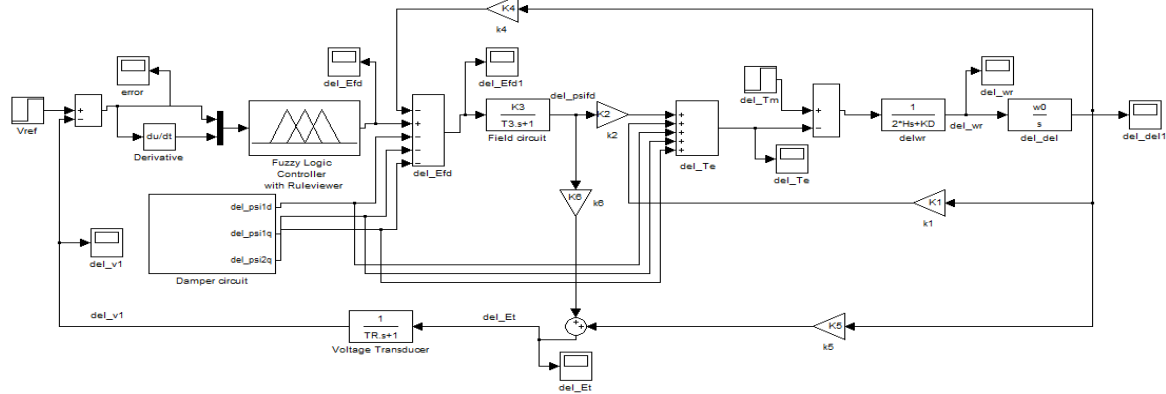 K4
k4
error
del_Efd
del_Efd1
del_wr
Vref
+
−
du/dt
Derivative
Fuzzy Logic
Controller
with Ruleviewer
−
+
−
−
−
del_Efd
K3
T3.s+1
Field circuit
del_psifd
K2
k2
+
+
+
+
+
del_Te
del_Tm
+
−
del_Te
1
2*Hs+KD
delwr
del_wr
w0
s
del_del
del_del1
Damper circuit
del_psi1d
del_psi1q
del_psi2q
K6
k6
K1
k1
del_v1
del_v1
1
TR.s+1
Voltage Transducer
del_Et
+
+
del_Et
K5
k5